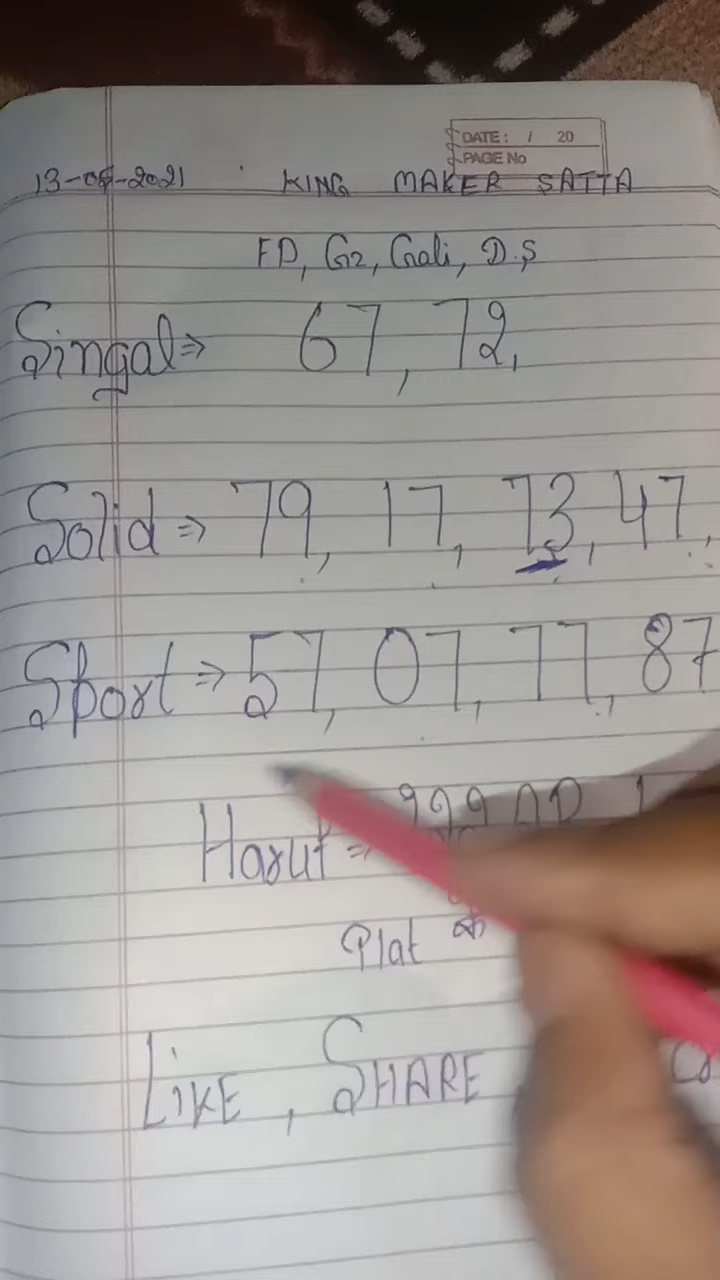 DATE: / 20
PAGE No
13-05-2021 KING MAKER SATTA
FD, GZ, Gali, D.S
Singal⇒ 67, 72,
Solid⇒ 79, 17, 73, 47,
Sport⇒ 57, 07, 77, 87
Haruf⇒
Plat
LIKE, SHARE